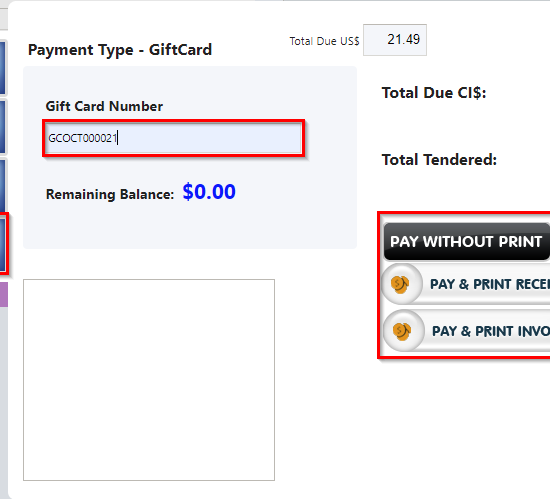 Payment Type - GiftCard
Total Due US$ 21.49
Gift Card Number
GCOCT000021
Remaining Balance: $0.00
Total Due CI$:
Total Tendered:
PAY WITHOUT PRINT
PAY & PRINT RECE
PAY & PRINT INVO